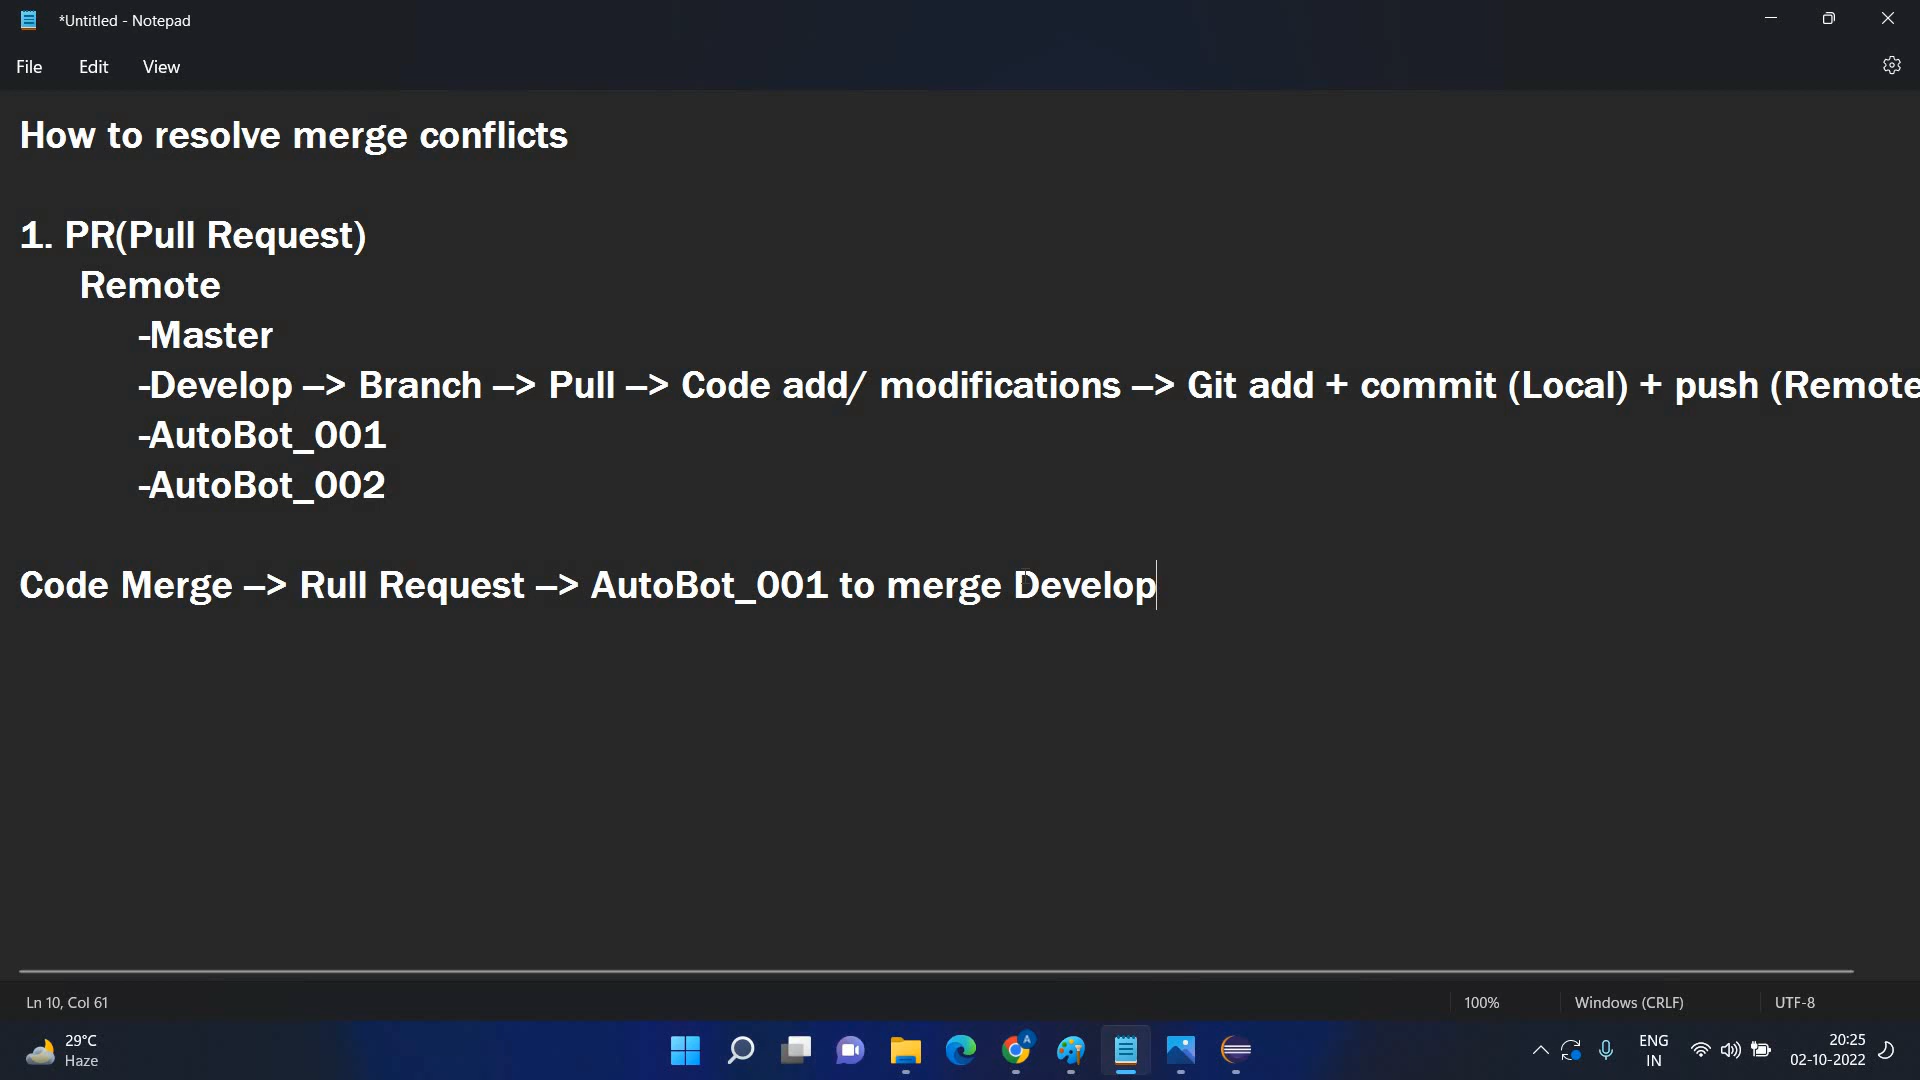 *Untitled - Notepad
File Edit View
How to resolve merge conflicts
1. PR(Pull Request)
Remote
-Master
-Develop –> Branch –> Pull –> Code add/ modifications –> Git add + commit (Local) + push (Remote
-AutoBot_001
-AutoBot_002
Code Merge –> Rull Request –> AutoBot_001 to merge Develop
Ln 10, Col 61 100% Windows (CRLF) UTF-8
29°C
Haze
A
ENG
IN
20:25
02-10-2022